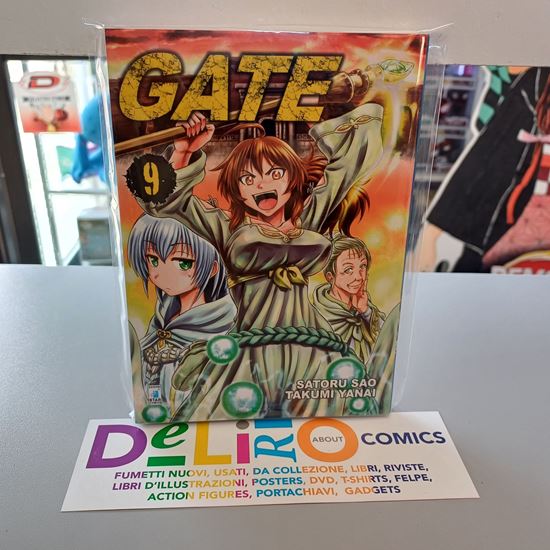 GATE
9
SATORU SAO
TAKUMI YANAI
DeLiRiO ABOUT COMICS
FUMETTI NUOVI, USATI, DA COLLEZIONE, LIBRI, RIVISTE,
LIBRI D'ILLUSTRAZIONI, POSTERS, DVD, T-SHIRTS, FELPE,
ACTION FIGURES, PORTACHIAVI, GADGETS